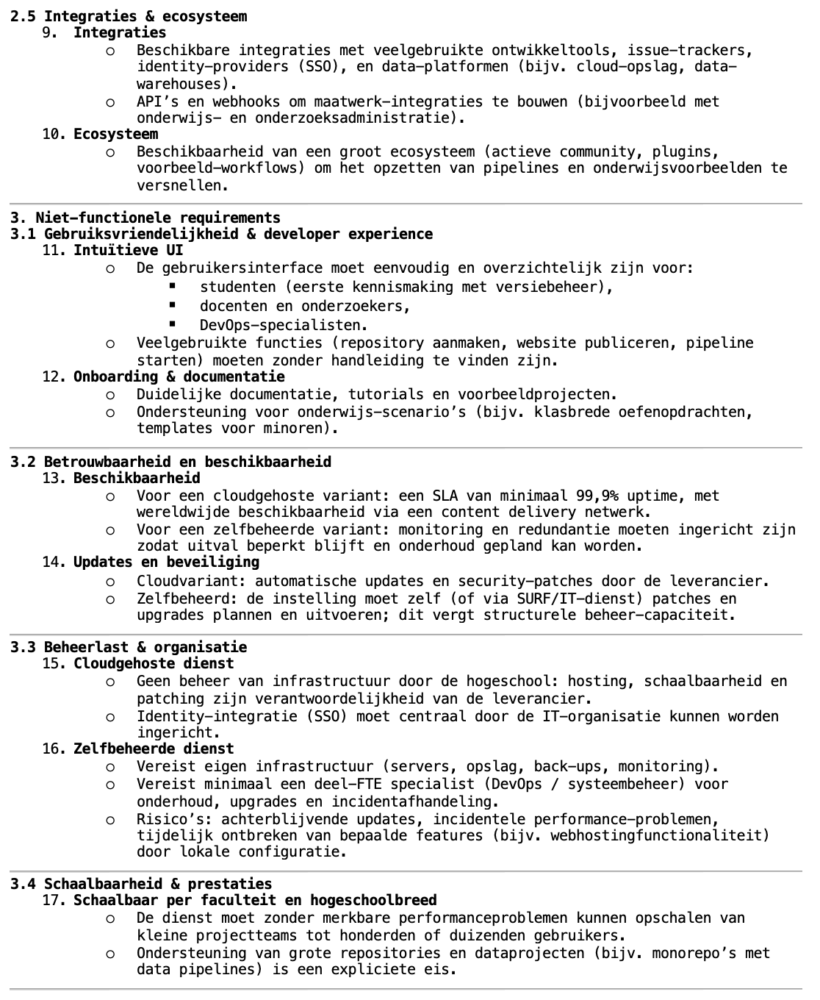 2.5 Integraties & ecosysteem
9. Integraties
○ Beschikbare integraties met veelgebruikte ontwikkeltools, issue-trackers,
identity-providers (SSO), en data-platformen (bijv. cloud-opslag, data-
warehouses).
○ API’s en webhooks om maatwerk-integraties te bouwen (bijvoorbeeld met
onderwijs- en onderzoeksadministratie).
10. Ecosysteem
○ Beschikbaarheid van een groot ecosysteem (actieve community, plugins,
voorbeeld-workflows) om het opzetten van pipelines en onderwijsvoorbeelden te
versnellen.
3. Niet-functionele requirements
3.1 Gebruiksvriendelijkheid & developer experience
11. Intuïtieve UI
○ De gebruikersinterface moet eenvoudig en overzichtelijk zijn voor:
▪ studenten (eerste kennismaking met versiebeheer),
▪ docenten en onderzoekers,
▪ DevOps-specialisten.
○ Veelgebruikte functies (repository aanmaken, website publiceren, pipeline
starten) moeten zonder handleiding te vinden zijn.
12. Onboarding & documentatie
○ Duidelijke documentatie, tutorials en voorbeeldprojecten.
○ Ondersteuning voor onderwijs-scenario’s (bijv. klasbrede oefenopdrachten,
templates voor minoren).
3.2 Betrouwbaarheid en beschikbaarheid
13. Beschikbaarheid
○ Voor een cloudgehoste variant: een SLA van minimaal 99,9% uptime, met
wereldwijde beschikbaarheid via een content delivery netwerk.
○ Voor een zelfbeheerde variant: monitoring en redundantie moeten ingericht zijn
zodat uitval beperkt blijft en onderhoud gepland kan worden.
14. Updates en beveiliging
○ Cloudvariant: automatische updates en security-patches door de leverancier.
○ Zelfbeheerd: de instelling moet zelf (of via SURF/IT-dienst) patches en
upgrades plannen en uitvoeren; dit vergt structurele beheer-capaciteit.
3.3 Beheerlast & organisatie
15. Cloudgehoste dienst
○ Geen beheer van infrastructuur door de hogeschool: hosting, schaalbaarheid en
patching zijn verantwoordelijkheid van de leverancier.
○ Identity-integratie (SSO) moet centraal door de IT-organisatie kunnen worden
ingericht.
16. Zelfbeheerde dienst
○ Vereist eigen infrastructuur (servers, opslag, back-ups, monitoring).
○ Vereist minimaal een deel-FTE specialist (DevOps / systeembeheer) voor
onderhoud, upgrades en incidentafhandeling.
○ Risico’s: achterblijvende updates, incidentele performance-problemen,
tijdelijk ontbreken van bepaalde features (bijv. webhostingfunctionaliteit)
door lokale configuratie.
3.4 Schaalbaarheid & prestaties
17. Schaalbaar per faculteit en hogeschoolbreed
○ De dienst moet zonder merkbare performanceproblemen kunnen opschalen van
kleine projectteams tot honderden of duizenden gebruikers.
○ Ondersteuning van grote repositories en dataprojecten (bijv. monorepo’s met
data pipelines) is een expliciete eis.